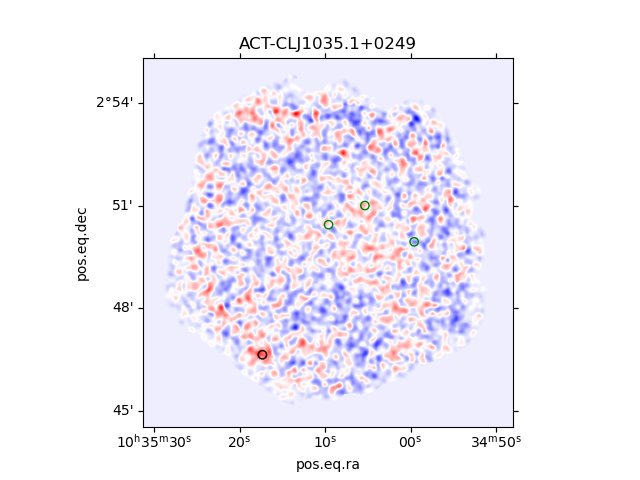 ACT-CLJ1035.1+0249
2°54'
51'
48'
45'
pos.eq.dec
10ʰ35ᵐ30ˢ 20ˢ 10ˢ 00ˢ 34ᵐ50ˢ
pos.eq.ra